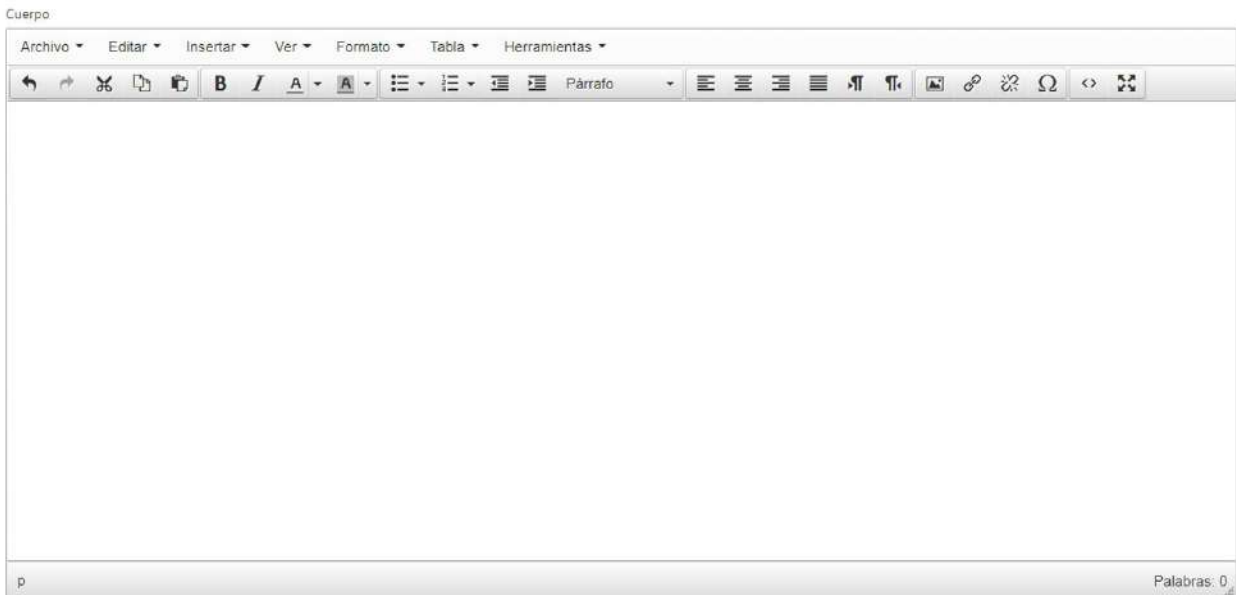 Cuerpo
Archivo Editar Insertar Ver Formato Tabla Herramientas
B I A A Párrafo Ω <>
p Palabras: 0